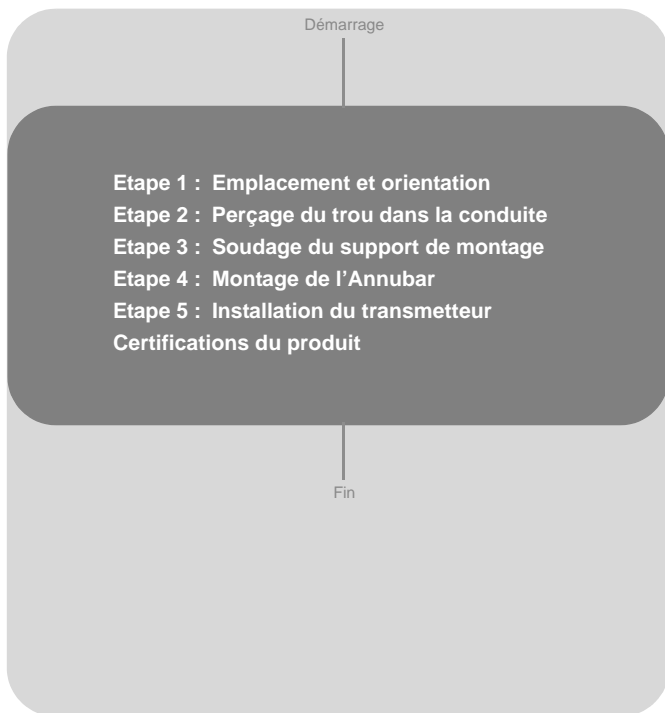 Démarrage
Etape 1 : Emplacement et orientation
Etape 2 : Perçage du trou dans la conduite
Etape 3 : Soudage du support de montage
Etape 4 : Montage de l’Annubar
Etape 5 : Installation du transmetteur
Certifications du produit
Fin